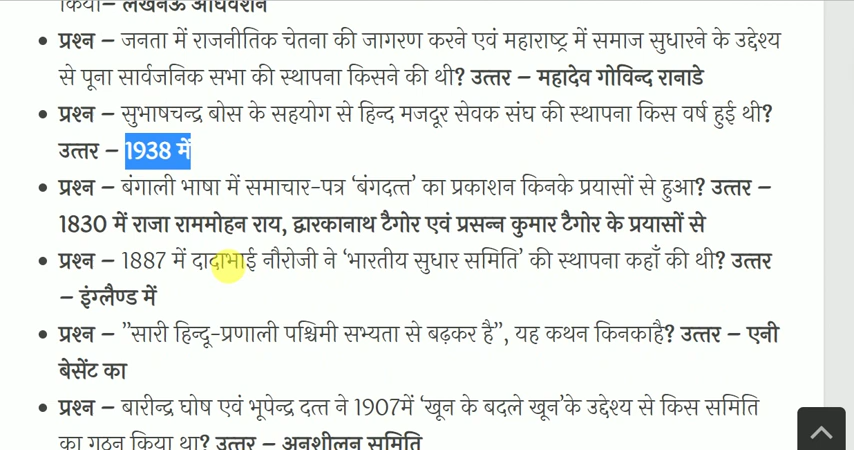 किया– लखनऊ अधिवेशन
प्रश्न – जनता में राजनीतिक चेतना की जागरण करने एवं महाराष्ट्र में समाज सुधारने के उद्देश्य
से पूना सार्वजनिक सभा की स्थापना किसने की थी? उत्तर – महादेव गोविन्द रानाडे
प्रश्न – सुभाषचन्द्र बोस के सहयोग से हिन्द मजदूर सेवक संघ की स्थापना किस वर्ष हुई थी?
उत्तर – 1938 में
प्रश्न – बंगाली भाषा में समाचार-पत्र ‘बंगदत्त’ का प्रकाशन किनके प्रयासों से हुआ? उत्तर –
1830 में राजा राममोहन राय, द्वारकानाथ टैगोर एवं प्रसन्न कुमार टैगोर के प्रयासों से
प्रश्न – 1887 में दादाभाई नौरोजी ने ‘भारतीय सुधार समिति’ की स्थापना कहाँ की थी? उत्तर
– इंग्लैण्ड में
प्रश्न – ”सारी हिन्दू-प्रणाली पश्चिमी सभ्यता से बढ़कर है”, यह कथन किनकाहै? उत्तर – एनी
बेसेंट का
प्रश्न – बारीन्द्र घोष एवं भूपेन्द्र दत्त ने 1907में ‘खून के बदले खून’के उद्देश्य से किस समिति
का गठन किया था? उत्तर – अनुशीलन समिति